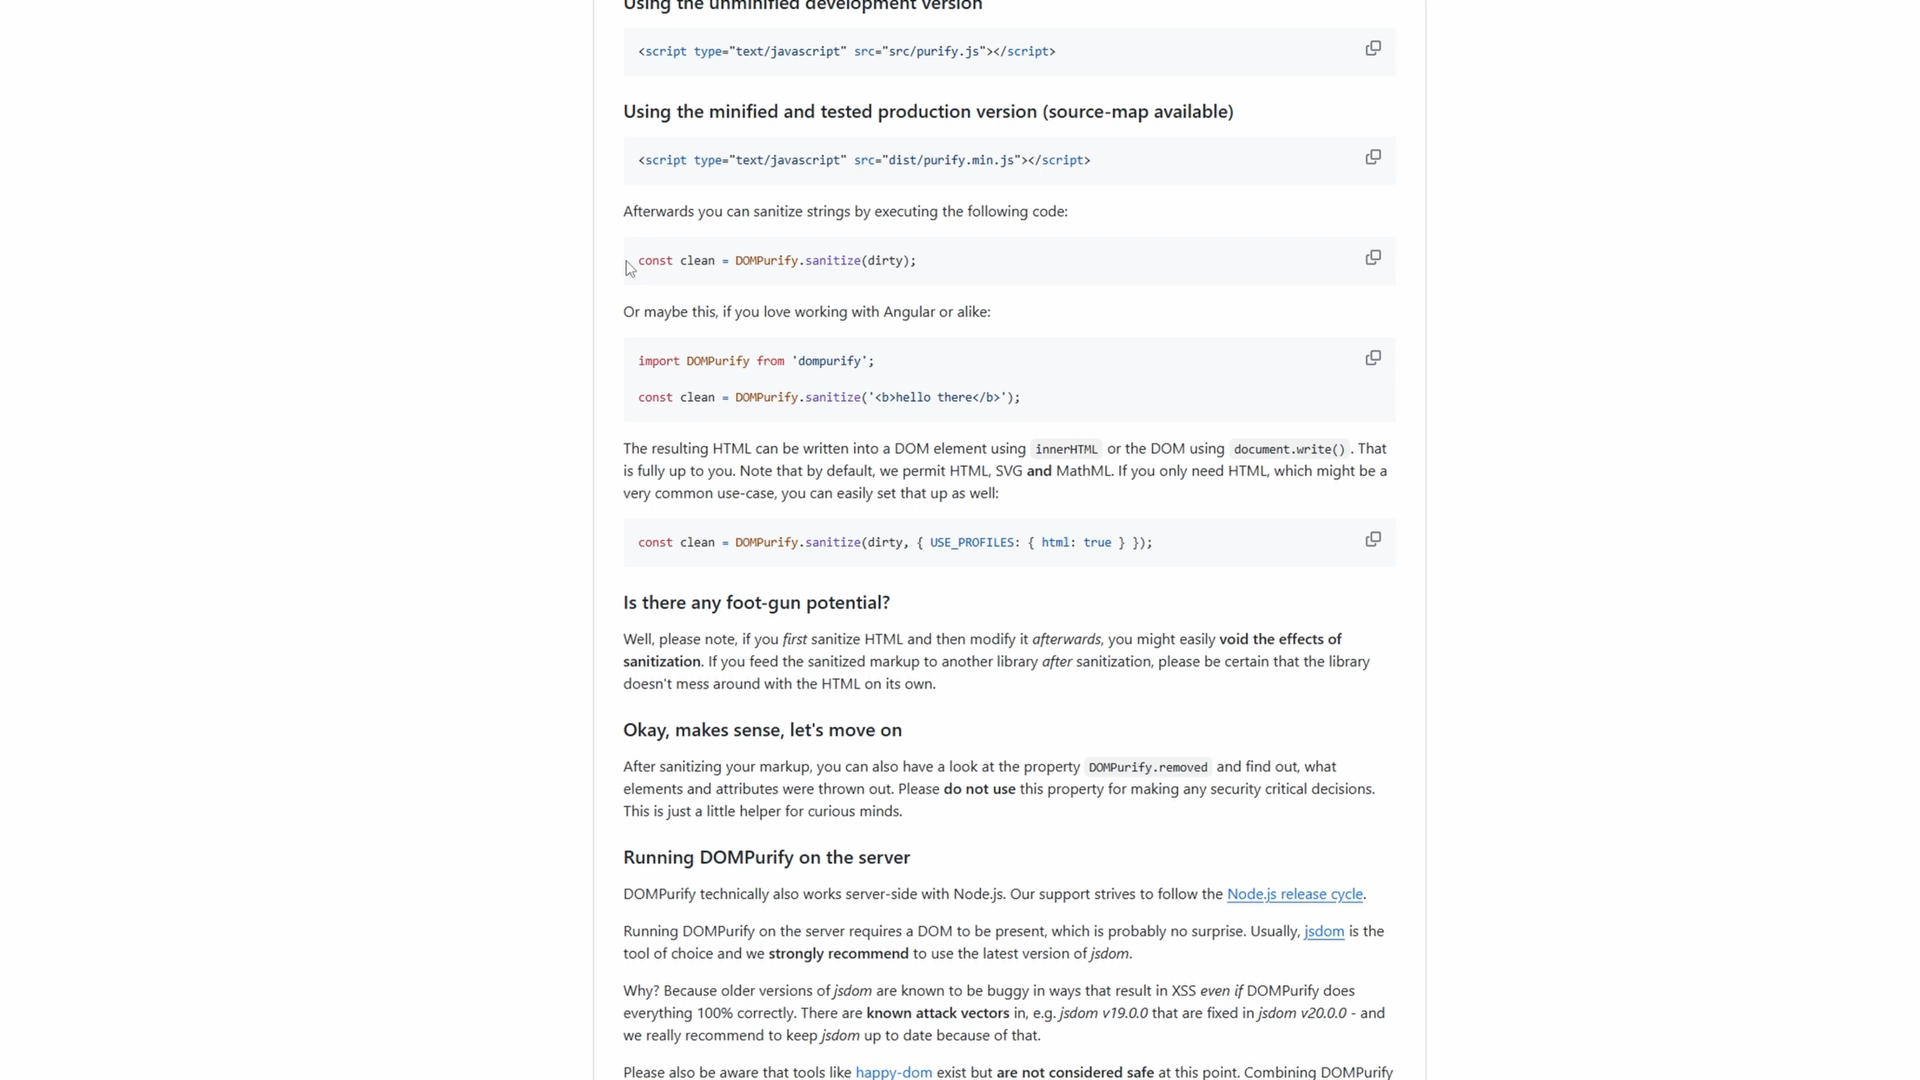 Using the unminified development version
<script type="text/javascript" src="src/purify.js"></script>
Using the minified and tested production version (source-map available)
<script type="text/javascript" src="dist/purify.min.js"></script>
Afterwards you can sanitize strings by executing the following code:
const clean = DOMPurify.sanitize(dirty);
Or maybe this, if you love working with Angular or alike:
import DOMPurify from 'dompurify';
const clean = DOMPurify.sanitize('<b>hello there</b>');
The resulting HTML can be written into a DOM element using innerHTML or the DOM using document.write(). That
is fully up to you. Note that by default, we permit HTML, SVG and MathML. If you only need HTML, which might be a
very common use-case, you can easily set that up as well:
const clean = DOMPurify.sanitize(dirty, { USE_PROFILES: { html: true } });
Is there any foot-gun potential?
Well, please note, if you first sanitize HTML and then modify it afterwards, you might easily void the effects of
sanitization. If you feed the sanitized markup to another library after sanitization, please be certain that the library
doesn't mess around with the HTML on its own.
Okay, makes sense, let's move on
After sanitizing your markup, you can also have a look at the property DOMPurify.removed and find out, what
elements and attributes were thrown out. Please do not use this property for making any security critical decisions.
This is just a little helper for curious minds.
Running DOMPurify on the server
DOMPurify technically also works server-side with Node.js. Our support strives to follow the Node.js release cycle.
Running DOMPurify on the server requires a DOM to be present, which is probably no surprise. Usually, jsdom is the
tool of choice and we strongly recommend to use the latest version of jsdom.
Why? Because older versions of jsdom are known to be buggy in ways that result in XSS even if DOMPurify does
everything 100% correctly. There are known attack vectors in, e.g. jsdom v19.0.0 that are fixed in jsdom v20.0.0 - and
we really recommend to keep jsdom up to date because of that.
Please also be aware that tools like happy-dom exist but are not considered safe at this point. Combining DOMPurify